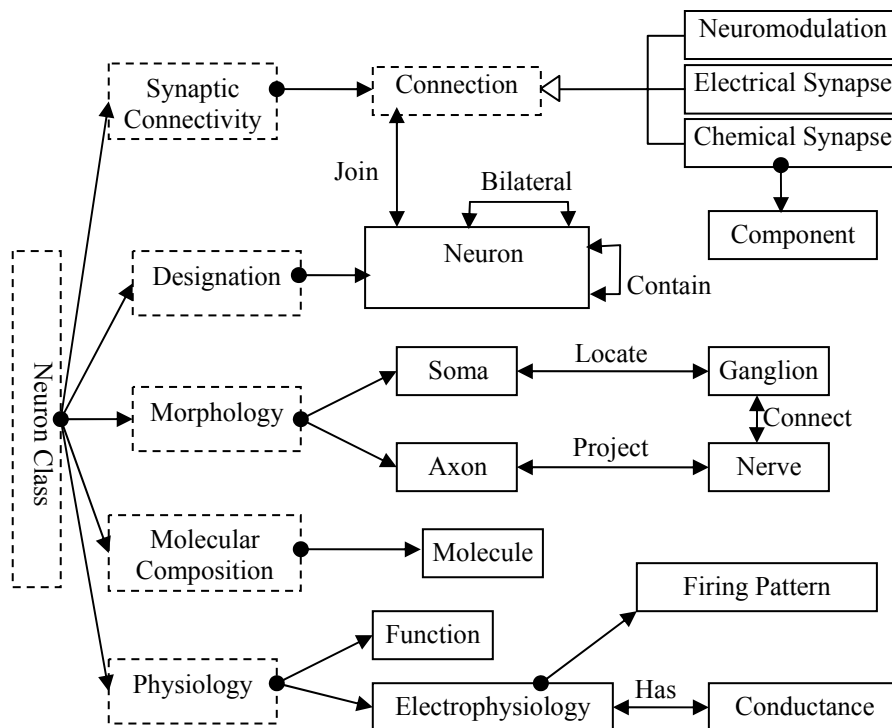 Neuromodulation
Synaptic
Connectivity
Connection
Electrical Synapse
Chemical Synapse
Join
Bilateral
Component
Designation
Neuron
Contain
Neuron Class
Morphology
Soma
Locate
Ganglion
Connect
Axon
Project
Nerve
Molecular
Composition
Molecule
Firing Pattern
Function
Physiology
Electrophysiology
Has
Conductance